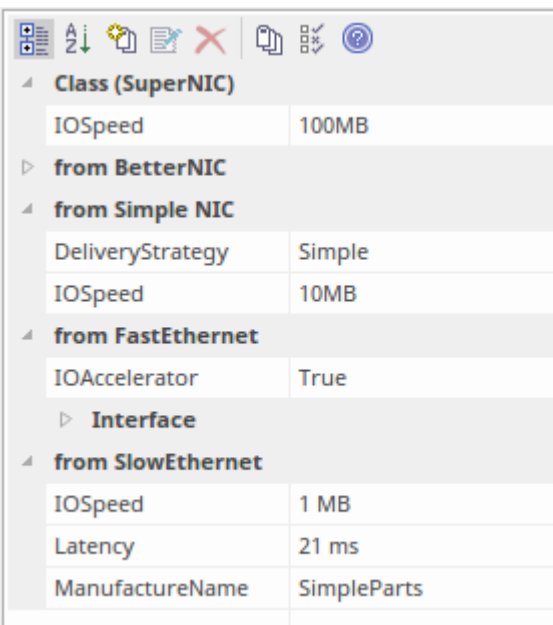 Class (SuperNIC)
IOSpeed 100MB
from BetterNIC
from Simple NIC
DeliveryStrategy Simple
IOSpeed 10MB
from FastEthernet
IOAccelerator True
Interface
from SlowEthernet
IOSpeed 1 MB
Latency 21 ms
ManufactureName SimpleParts